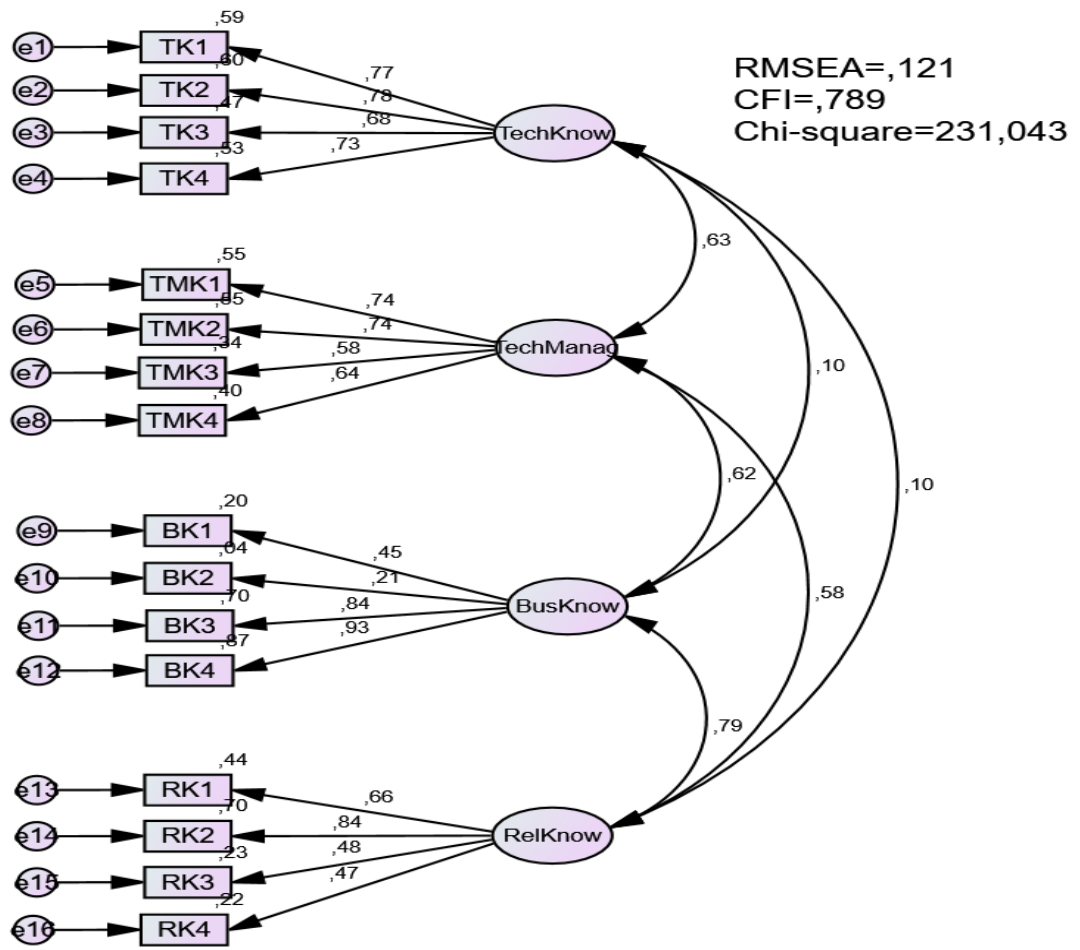 ,59
e1
TK1
,60
e2
TK2
,47
e3
TK3
,53
e4
TK4
,77
,78
,68
,73
TechKnow
RMSEA=,121
CFI=,789
Chi-square=231,043
,55
e5
TMK1
,55
e6
TMK2
,34
e7
TMK3
,40
e8
TMK4
,74
,74
,58
,64
TechManag
,63
,10
,62
,10
,20
e9
BK1
,04
e10
BK2
,70
e11
BK3
,87
e12
BK4
,45
,21
,84
,93
BusKnow
,58
,79
,44
e13
RK1
,70
e14
RK2
,23
e15
RK3
,22
e16
RK4
,66
,84
,48
,47
RelKnow